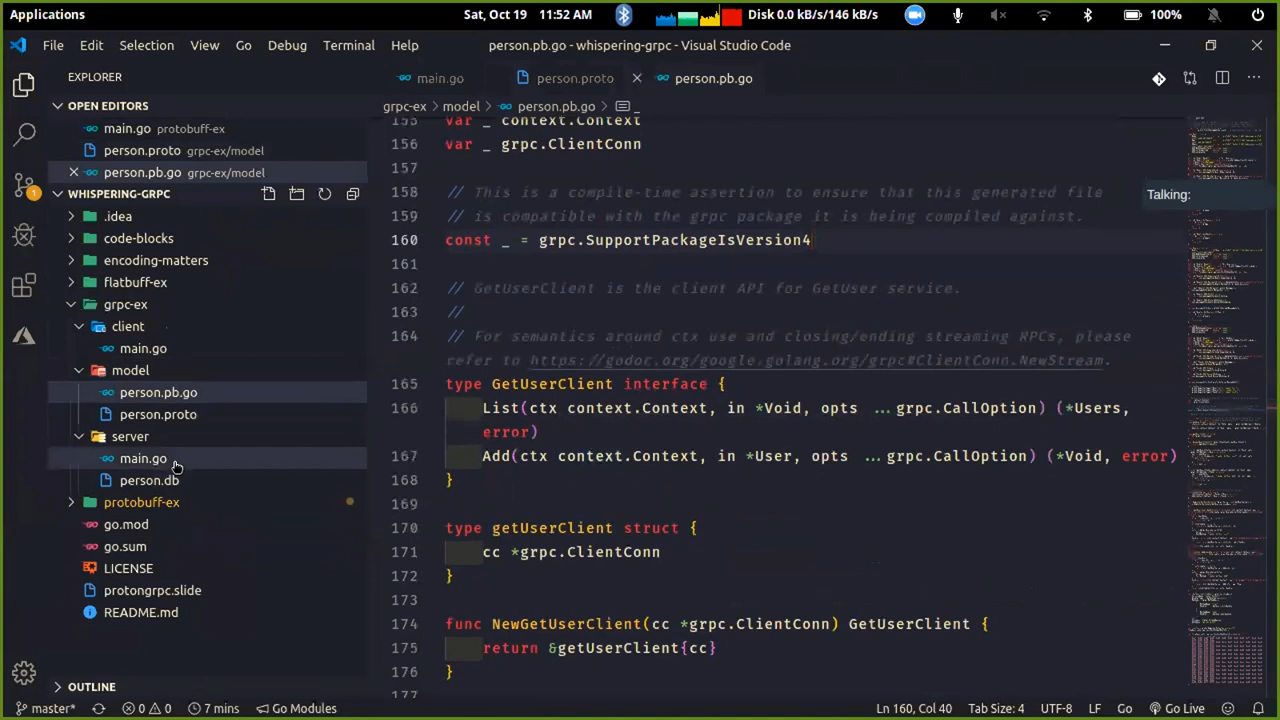 Applications
Sat, Oct 19 11:52 AM
Disk 0.0 kB/s/146 kB/s
100%
File Edit Selection View Go Debug Terminal Help
person.pb.go - whispering-grpc - Visual Studio Code
EXPLORER
main.go
person.proto
person.pb.go
OPEN EDITORS
grpc-ex › model › person.pb.go › _
main.go protobuff-ex
person.proto grpc-ex/model
person.pb.go grpc-ex/model
WHISPERING-GRPC
1
.idea
code-blocks
encoding-matters
flatbuff-ex
grpc-ex
client
main.go
model
person.pb.go
person.proto
server
main.go
person.db
protobuff-ex
go.mod
go.sum
LICENSE
protongrpc.slide
README.md
OUTLINE
155 var _ context.Context
156 var _ grpc.ClientConn
157
158 // This is a compile-time assertion to ensure that this generated file
159 // is compatible with the grpc package it is being compiled against.
160 const _ = grpc.SupportPackageIsVersion4
161
162 // GetUserClient is the client API for GetUser service.
163 //
164 // For semantics around ctx use and closing/ending streaming RPCs, please
refer to https://godoc.org/google.golang.org/grpc#ClientConn.NewStream.
165 type GetUserClient interface {
166 List(ctx context.Context, in *Void, opts ...grpc.CallOption) (*Users,
error)
167 Add(ctx context.Context, in *User, opts ...grpc.CallOption) (*Void, error)
168 }
169
170 type getUserClient struct {
171 cc *grpc.ClientConn
172 }
173
174 func NewGetUserClient(cc *grpc.ClientConn) GetUserClient {
175 return &getUserClient{cc}
176 }
177
Talking:
master* 0 0 7 mins Go Modules
Ln 160, Col 40 Tab Size: 4 UTF-8 LF Go Go Live